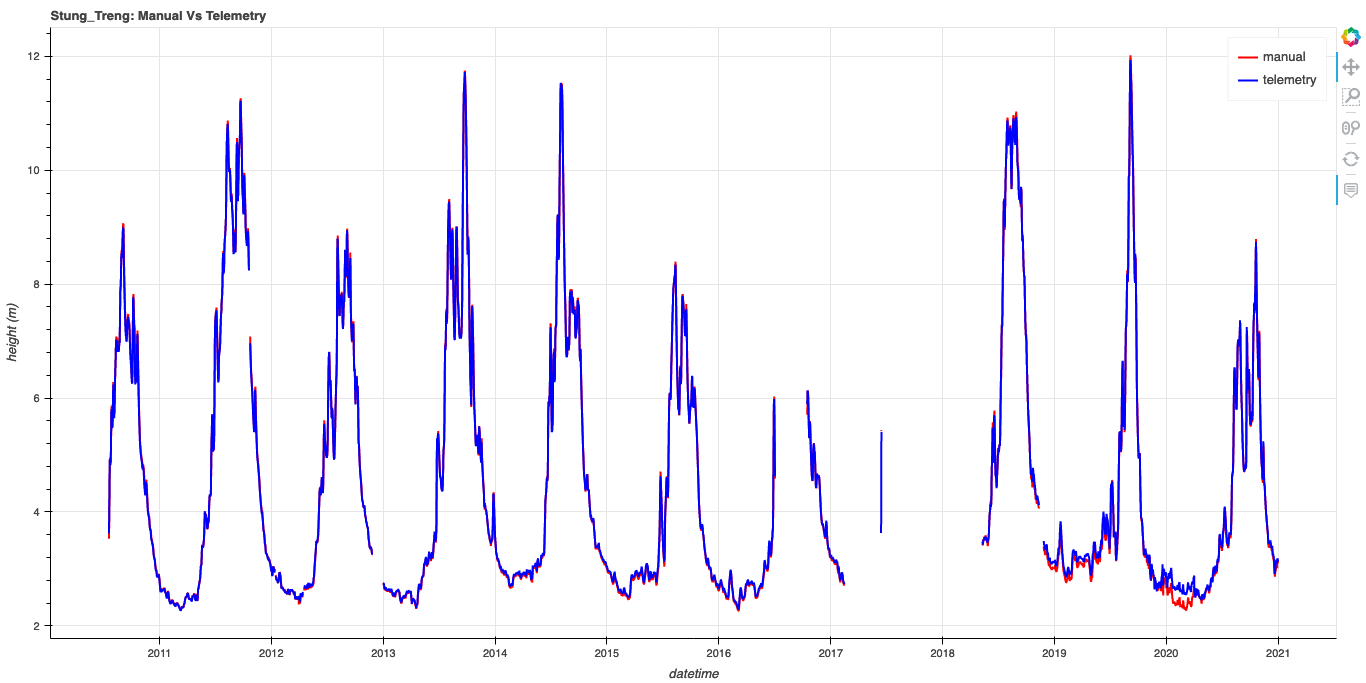 Stung_Treng: Manual Vs Telemetry
manual
telemetry
12
10
8
6
4
2
height (m)
2011 2012 2013 2014 2015 2016 2017 2018 2019 2020 2021
datetime